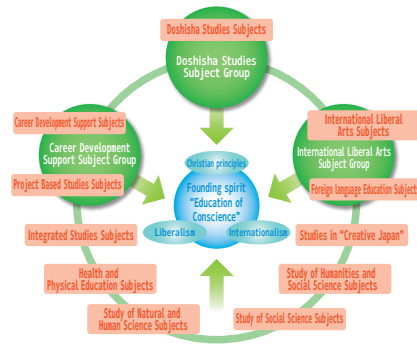 Doshisha Studies Subjects
Doshisha Studies
Subject Group
Career Development Support Subjects
Career Development
Support Subject Group
Project Based Studies Subjects
International Liberal
Arts Subjects
International Liberal Arts
Subject Group
Foreign language Education Subject
Christian principles
Founding spirit
"Education of
Conscience"
Liberalism
Internationalism
Integrated Studies Subjects
Studies in "Creative Japan"
Health and
Physical Education Subjects
Study of Humanities and
Social Science Subjects
Study of Natural and
Human Science Subjects
Study of Social Science Subjects